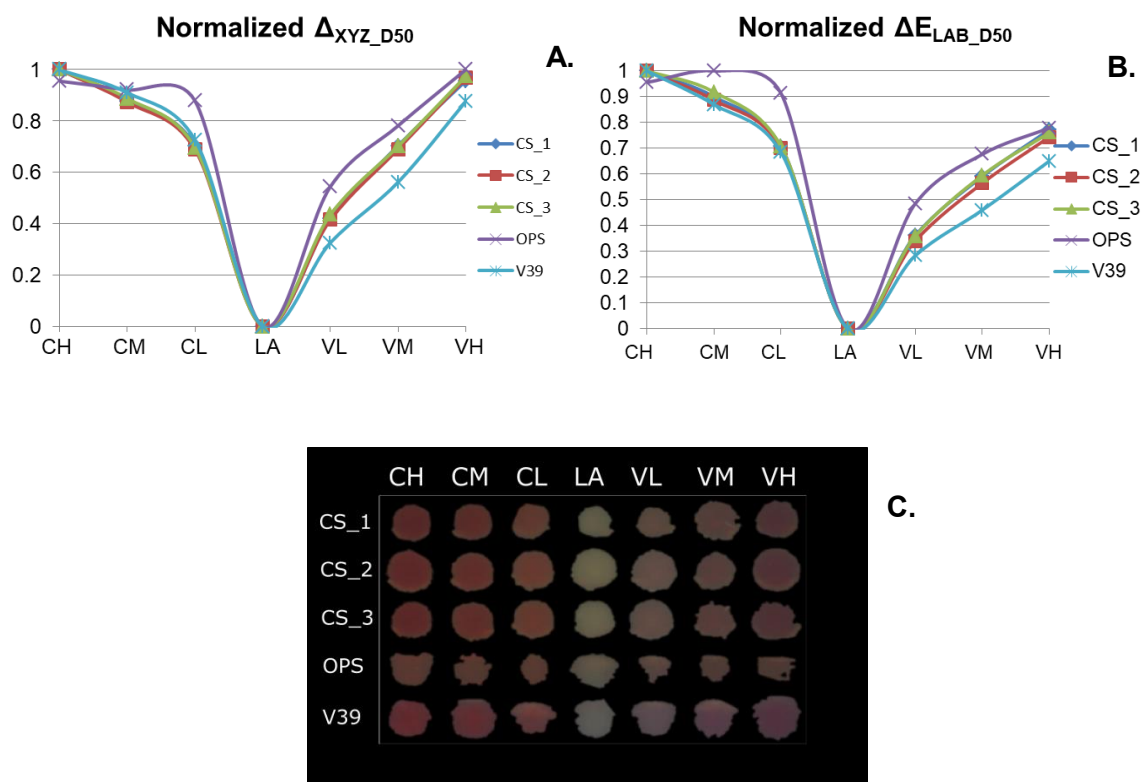 Normalized Δ_XYZ_D50
A.
1
0.8
0.6
0.4
0.2
0
CH CM CL LA VL VM VH
CS_1
CS_2
CS_3
OPS
V39
Normalized ΔE_LAB_D50
B.
1
0.9
0.8
0.7
0.6
0.5
0.4
0.3
0.2
0.1
0
CH CM CL LA VL VM VH
CS_1
CS_2
CS_3
OPS
V39
C.
CH CM CL LA VL VM VH
CS_1
CS_2
CS_3
OPS
V39